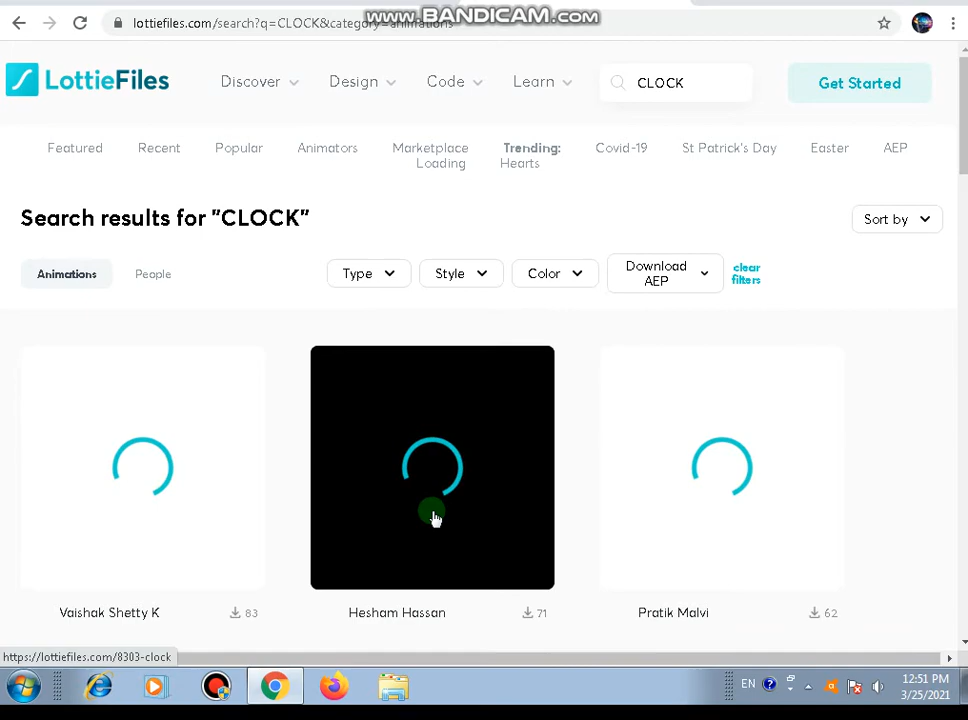 www.BANDICAM.com
lottiefiles.com/search?q=CLOCK&category=animations
LottieFiles
Discover
Design
Code
Learn
CLOCK
Get Started
Featured
Recent
Popular
Animators
Marketplace
Trending:
Covid-19
St Patrick's Day
Easter
AEP
Loading
Hearts
Search results for "CLOCK"
Sort by
Animations
People
Type
Style
Color
Download
AEP
clear
filters
Vaishak Shetty K
83
Hesham Hassan
71
Pratik Malvi
62
https://lottiefiles.com/8303-clock
EN
12:51 PM
3/25/2021